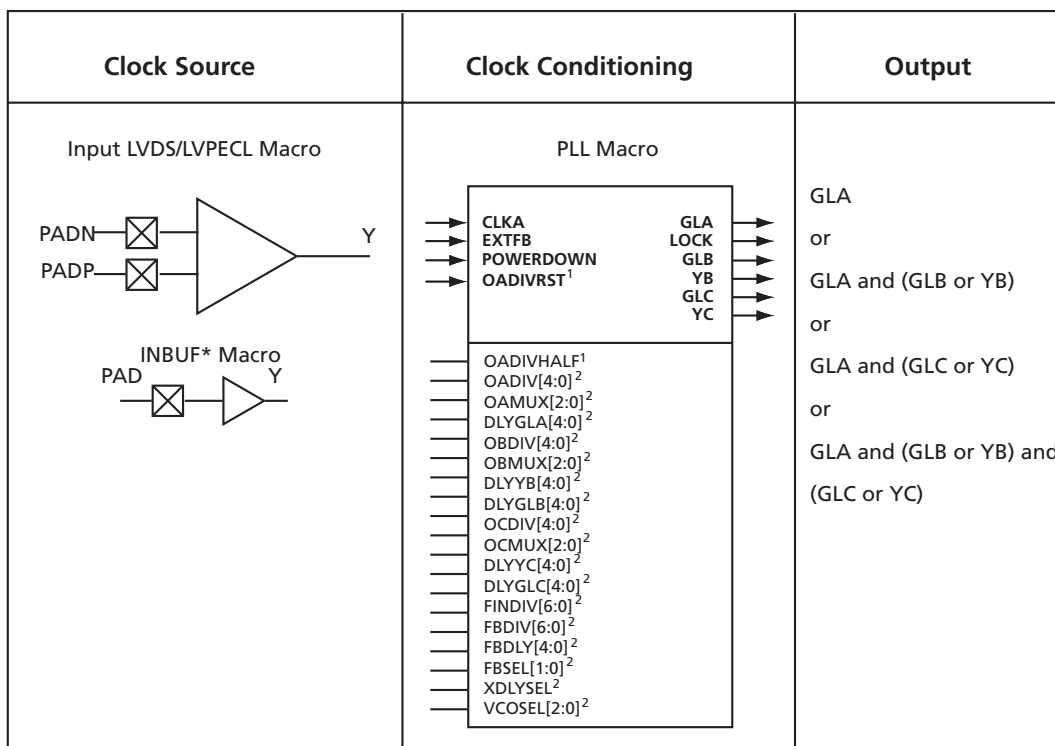 Clock Source
Clock Conditioning
Output
Input LVDS/LVPECL Macro
PADN
PADP
Y
INBUF* Macro
PAD
Y
PLL Macro
CLKA
EXTFB
POWERDOWN
OADIVRST1
GLA
LOCK
GLB
YB
GLC
YC
OADIVHALF1
OADIV[4:0]2
OAMUX[2:0]2
DLYGLA[4:0]2
OBDIV[4:0]2
OBMUX[2:0]2
DLYYB[4:0]2
DLYGLB[4:0]2
OCDIV[4:0]2
OCMUX[2:0]2
DLYYC[4:0]2
DLYGLC[4:0]2
FINDIV[6:0]2
FBDIV[6:0]2
FBDLY[4:0]2
FBSEL[1:0]2
XDLYSEL2
VCOSEL[2:0]2
GLA
or
GLA and (GLB or YB)
or
GLA and (GLC or YC)
or
GLA and (GLB or YB) and
(GLC or YC)